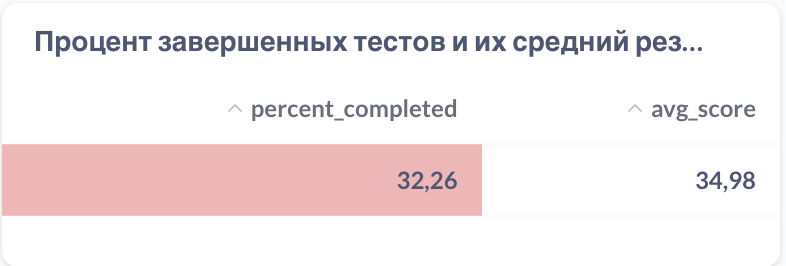 Процент завершенных тестов и их средний рез...
percent_completed avg_score
32,26 34,98